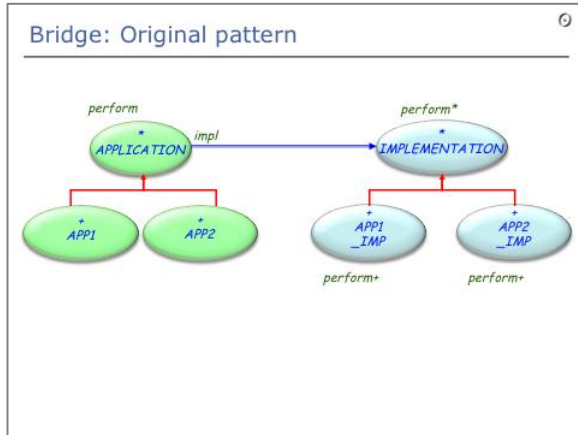 Bridge: Original pattern
perform
perform*
*
APPLICATION
impl
*
IMPLEMENTATION
+
APP1
+
APP2
+
APP1
_IMP
+
APP2
_IMP
perform+
perform+